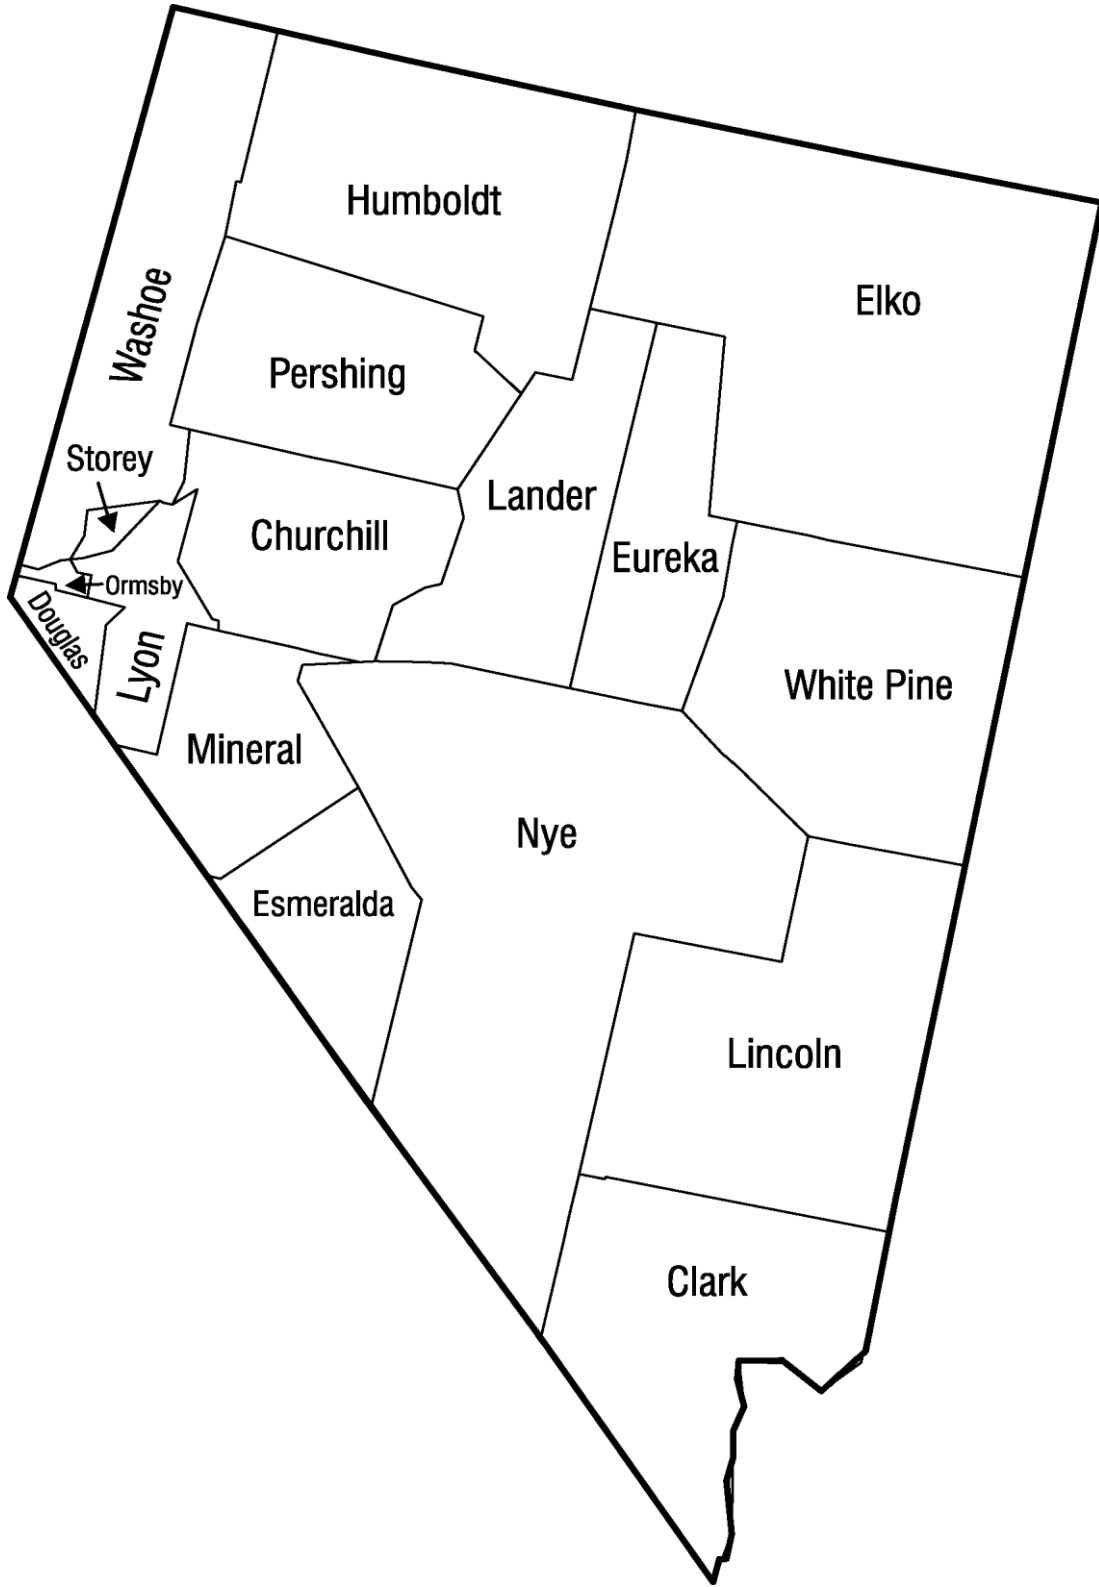 Humboldt
Elko
Washoe
Pershing
Storey
Lander
Churchill
Eureka
Ormsby
Douglas
Lyon
White Pine
Mineral
Nye
Esmeralda
Lincoln
Clark